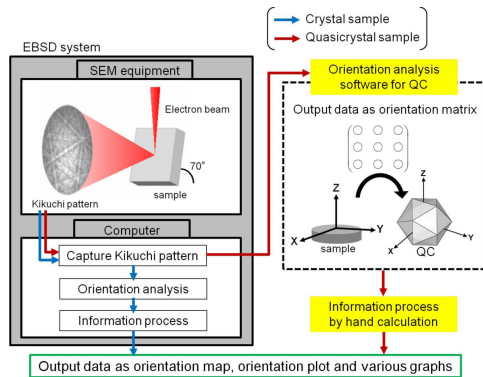 Crystal sample
Quasicrystal sample
EBSD system
SEM equipment
Electron beam
70°
sample
Kikuchi pattern
Computer
Capture Kikuchi pattern
Orientation analysis
Information process
Orientation analysis
software for QC
Output data as orientation matrix
Z
X
Y
sample
Z
X
Y
QC
Information process
by hand calculation
Output data as orientation map, orientation plot and various graphs